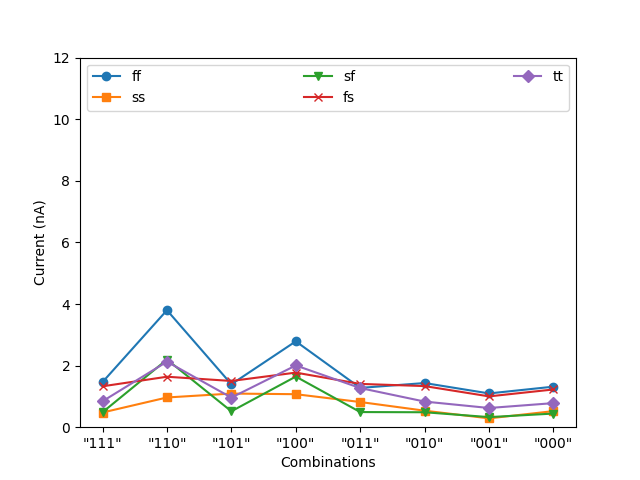 12
10
8
6
4
2
0
Current (nA)
ff
ss
sf
fs
tt
"111" "110" "101" "100" "011" "010" "001" "000"
Combinations